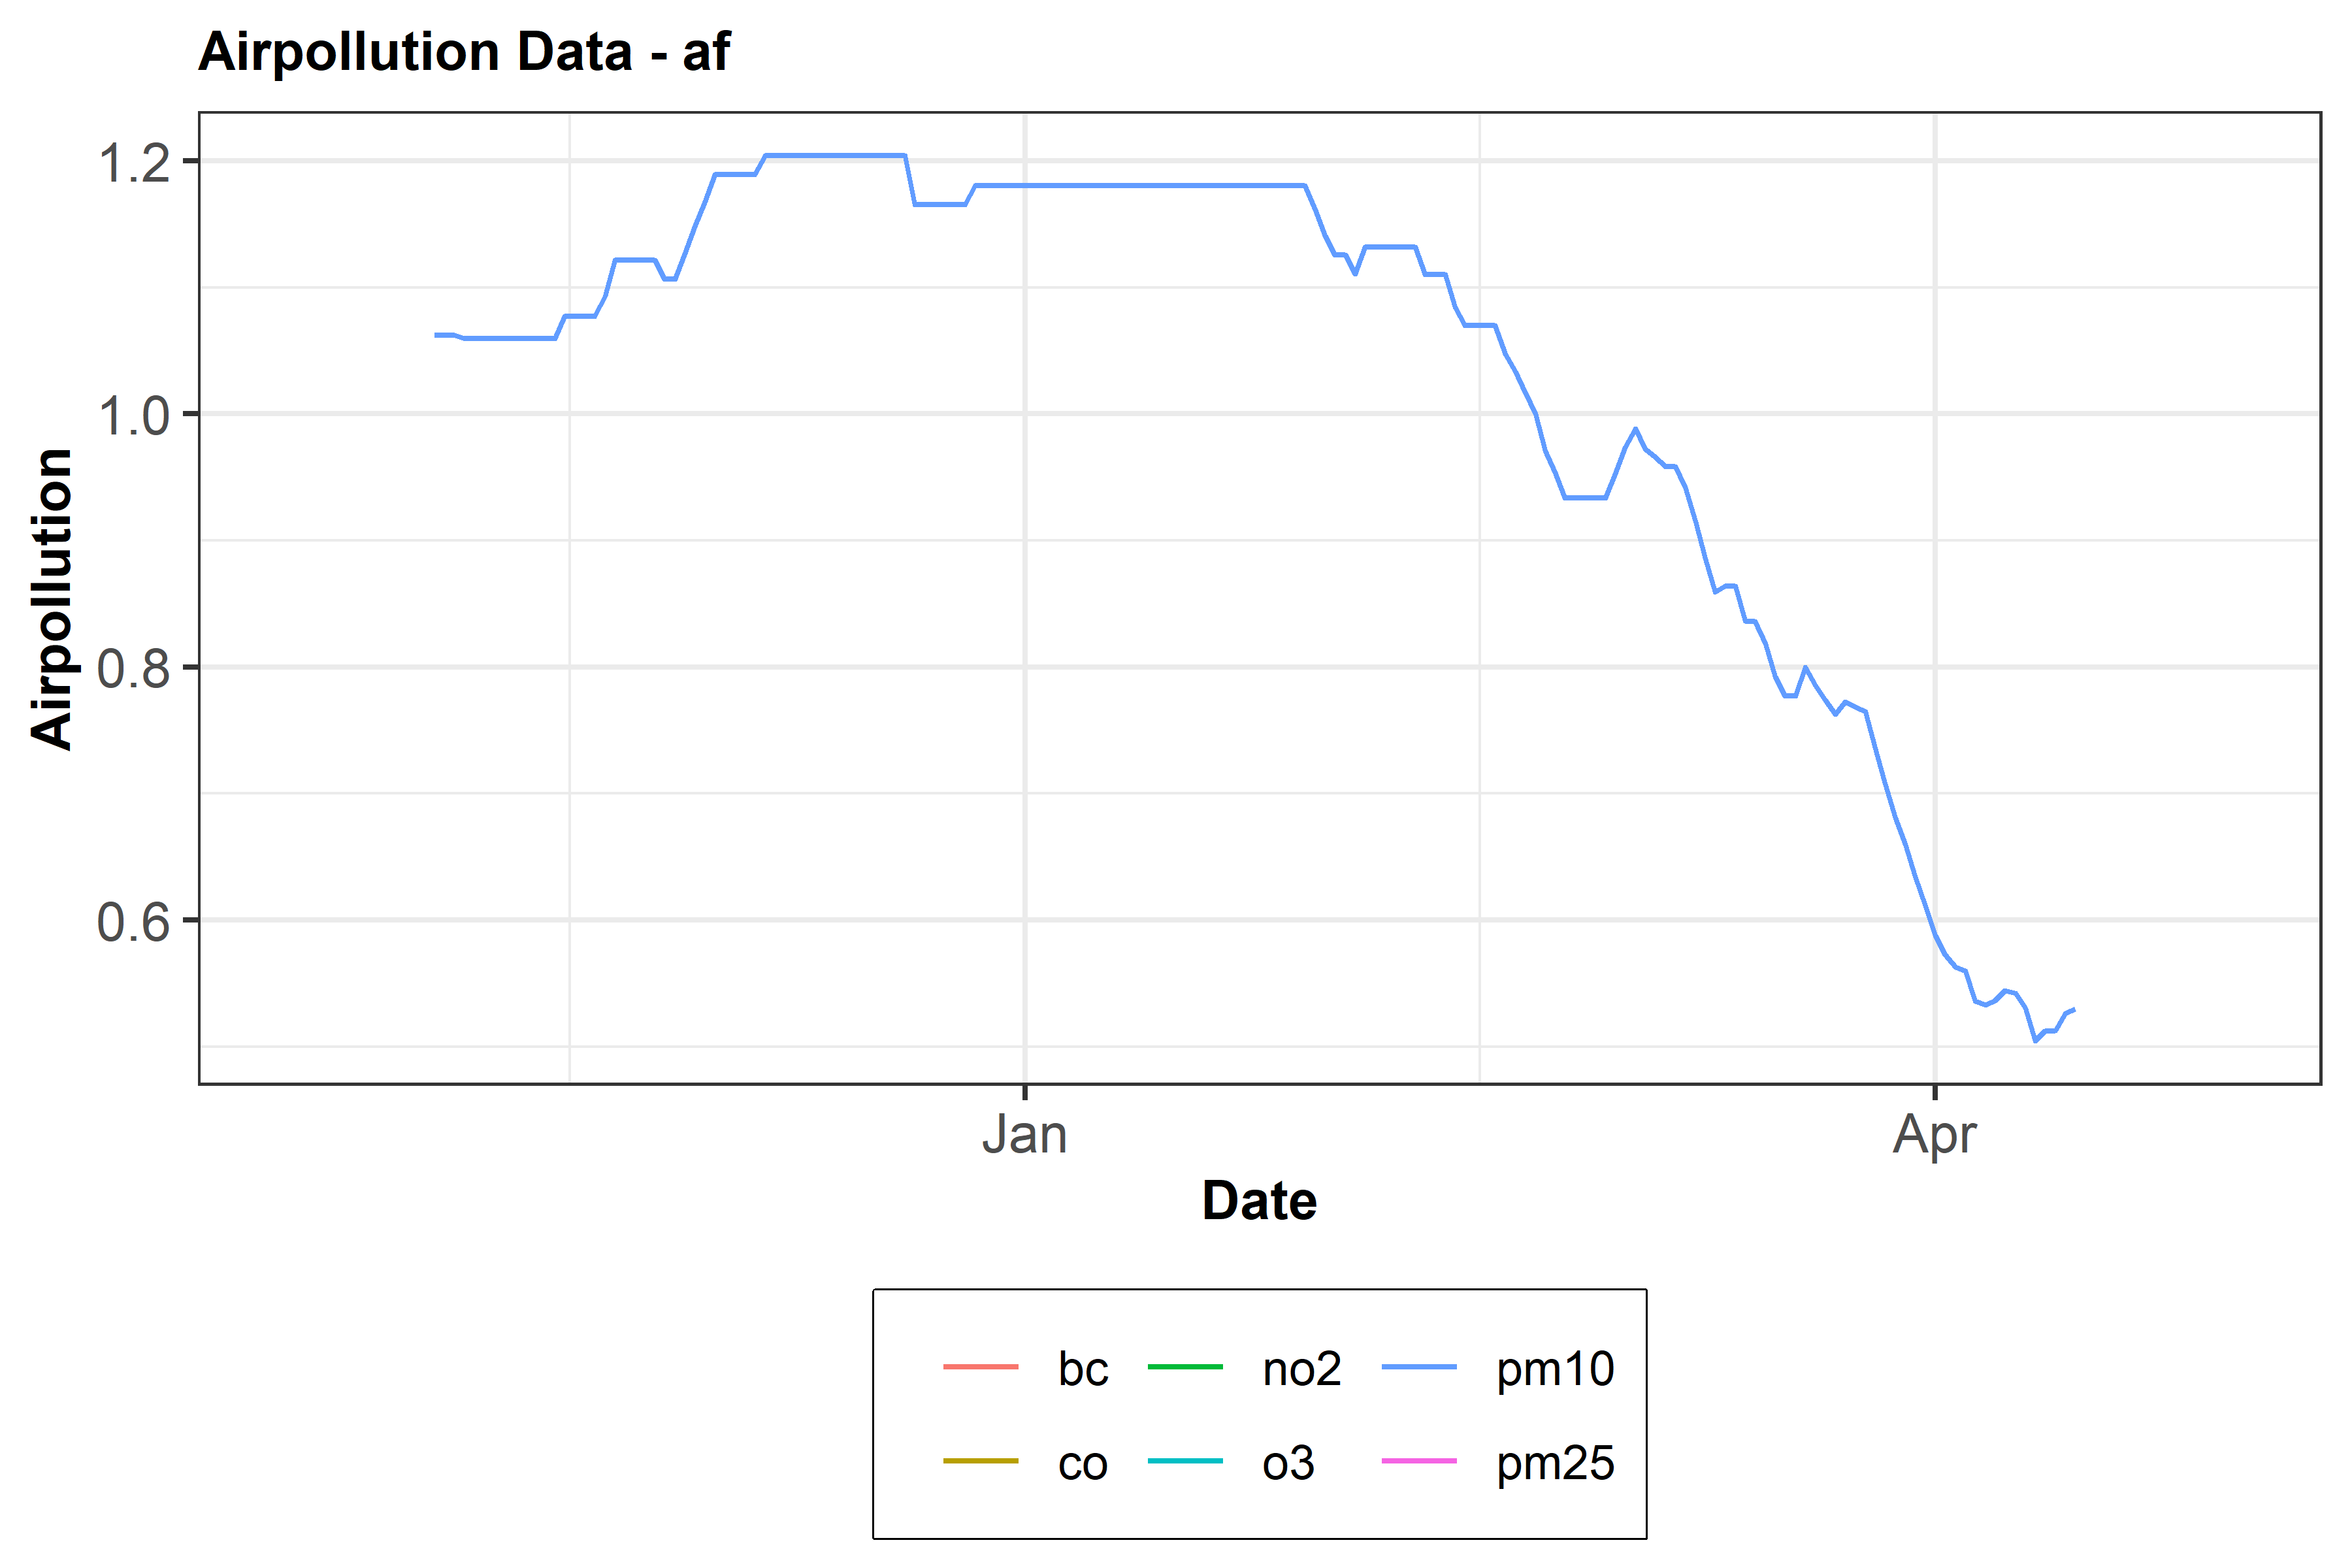 Airpollution Data - af
Airpollution
1.2
1.0
0.8
0.6
Jan Apr
Date
bc no2 pm10
co o3 pm25